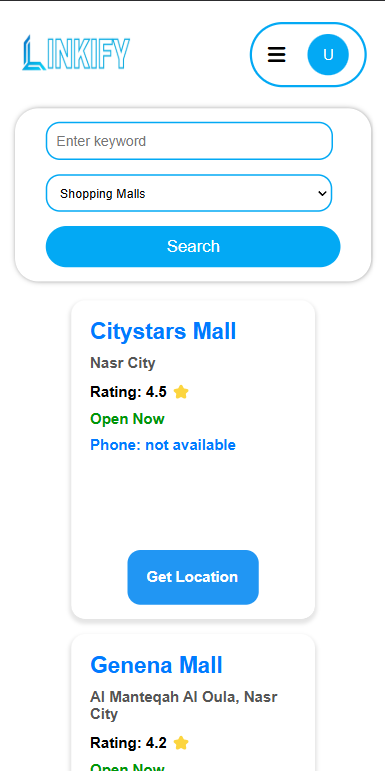 LINKIFY
U
Enter keyword
Shopping Malls
Search
Citystars Mall
Nasr City
Rating: 4.5
Open Now
Phone: not available
Get Location
Genena Mall
Al Manteqah Al Oula, Nasr
City
Rating: 4.2
Open Now